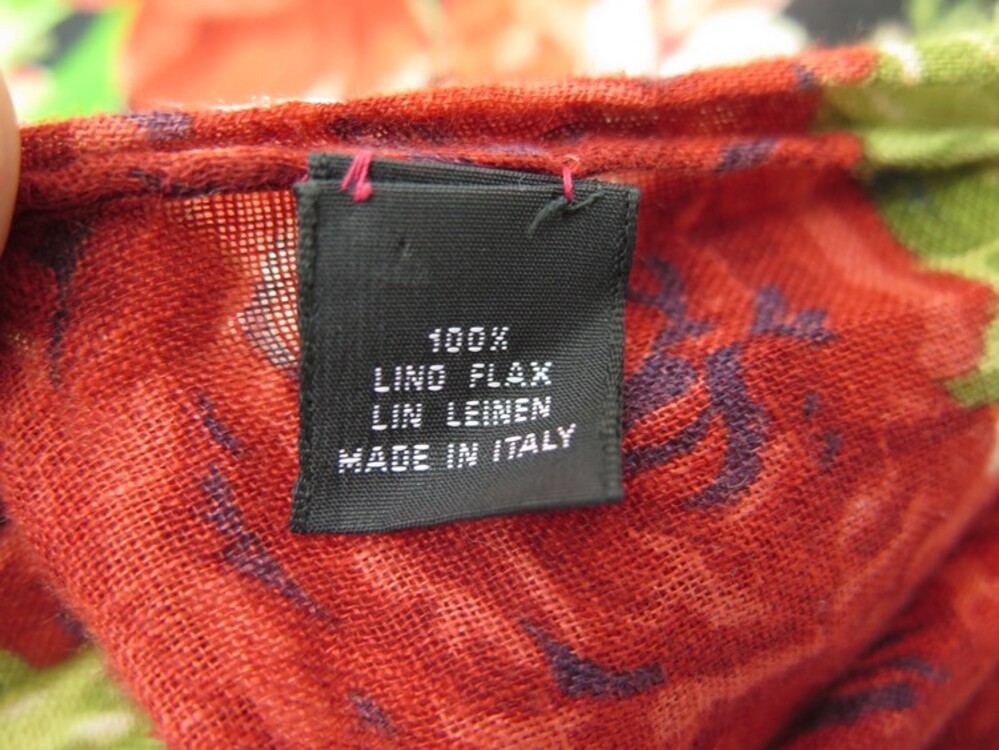 100%
LINO FLAX
LIN LEINEN
MADE IN ITALY